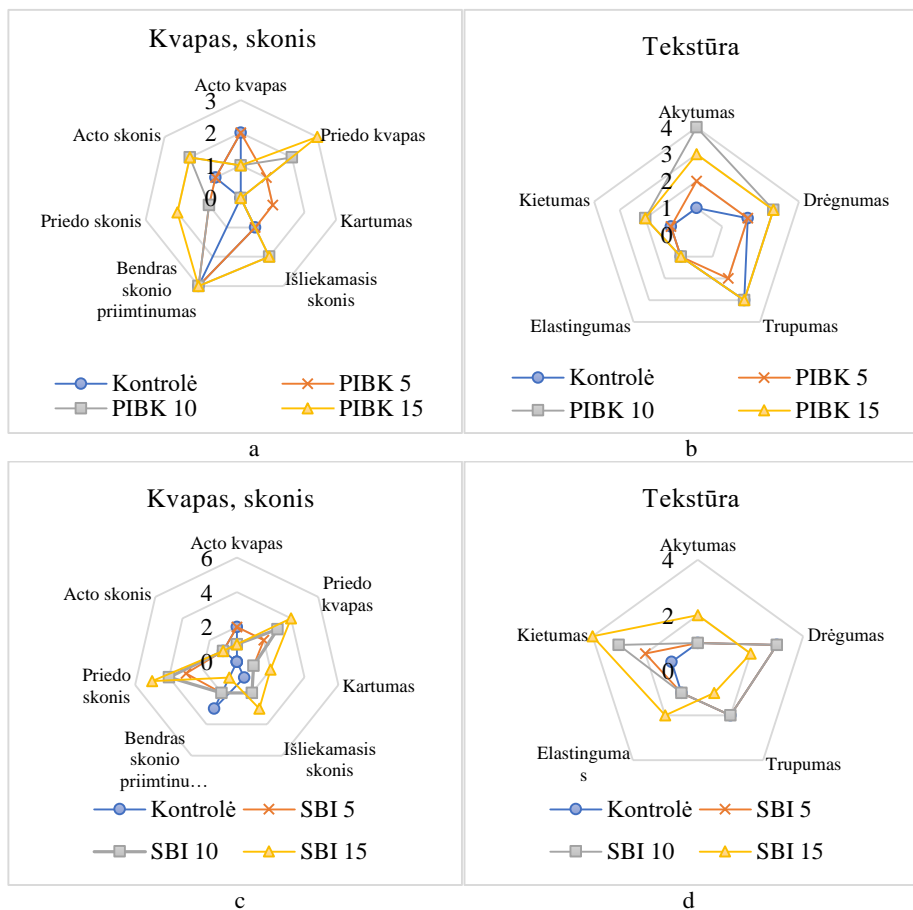 Kvapas, skonis
Acto kvapas
Priedo kvapas
Kartumas
Išliekamasis
skonis
Bendras
skonio
priimtinumas
Priedo skonis
Acto skonis
3
2
1
0
Kontrolė
PIBK 5
PIBK 10
PIBK 15
a
Tekstūra
Akytumas
Drėgnumas
Trupumas
Elastingumas
Kietumas
4
3
2
1
0
Kontrolė
PIBK 5
PIBK 10
PIBK 15
b
Kvapas, skonis
Acto kvapas
Priedo
kvapas
Kartumas
Išliekamasis
skonis
Bendras
skonio
priimtinu…
Priedo
skonis
Acto skonis
6
4
2
0
Kontrolė
SBI 5
SBI 10
SBI 15
c
Tekstūra
Akytumas
Drėgumas
Trupumas
Elastinguma
s
Kietumas
4
2
0
Kontrolė
SBI 5
SBI 10
SBI 15
d